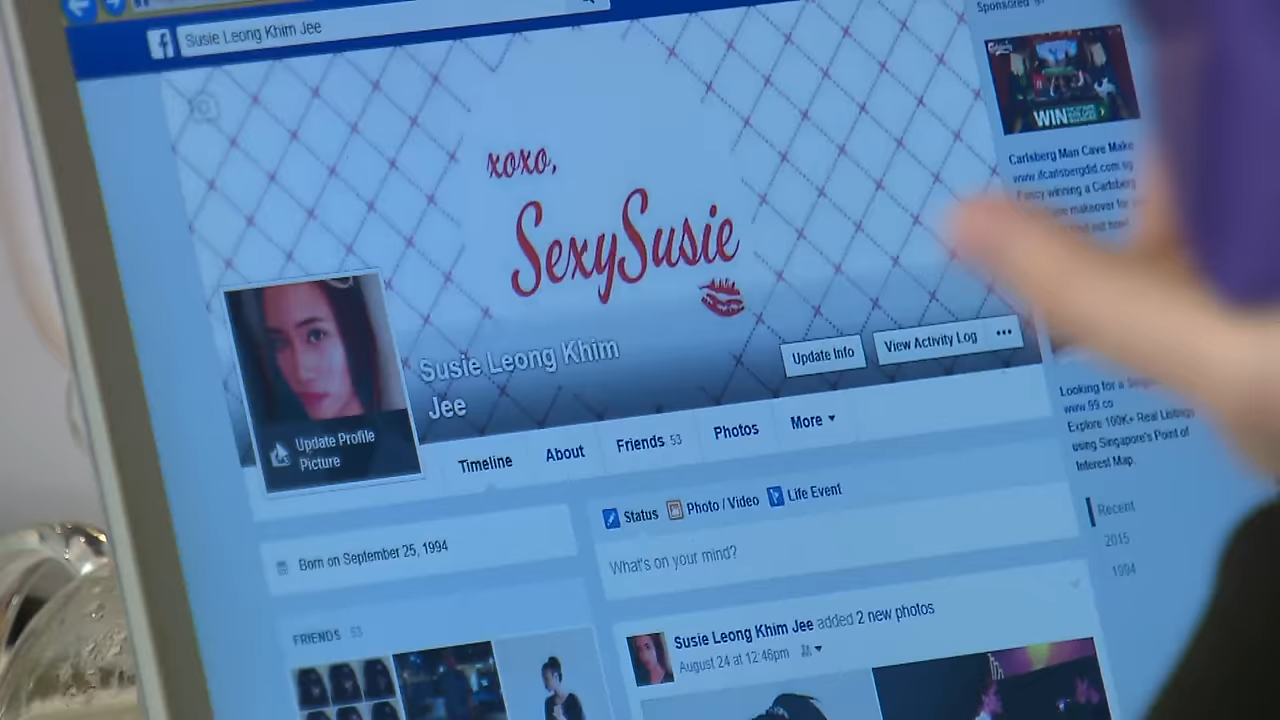 Susie Leong Khim Jee
Sponsored
WIN
Carlsberg Man Cave Make
www.ifcarlsbergdid.com.sg
Fancy winning a Carlsberg
makeover for
xoxo,
SexySusie
Susie Leong Khim
Jee
Update Info
View Activity Log
Update Profile
Picture
Timeline
About
Friends 53
Photos
More
Looking for a
www.99.co
Explore 100K+ Real Listings
using Singapore's Point of
Interest Map.
Status
Photo / Video
Life Event
What's on your mind?
Born on September 25, 1994
Recent
2015
1994
FRIENDS 53
Susie Leong Khim Jee added 2 new photos
August 24 at 12:46pm